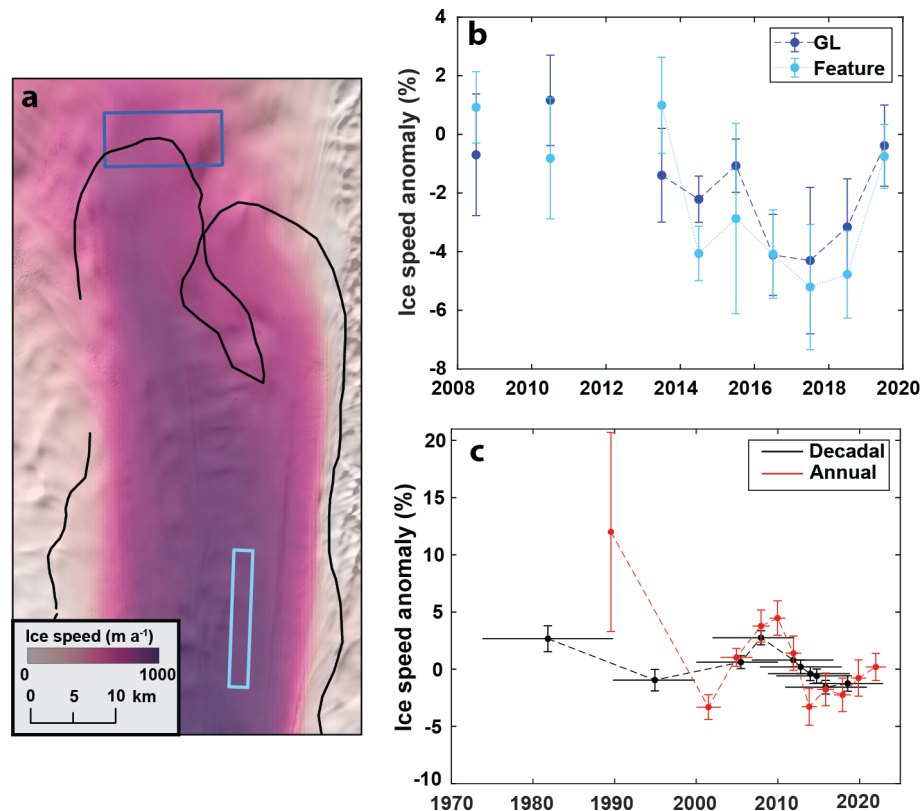 a
Ice speed (m a-1)
0 1000
0 5 10 km
b
GL
Feature
Ice speed anomaly (%)
4
2
0
-2
-4
-6
-8
2008 2010 2012 2014 2016 2018 2020
c
Decadal
Annual
Ice speed anomaly (%)
20
15
10
5
0
-5
-10
1970 1980 1990 2000 2010 2020